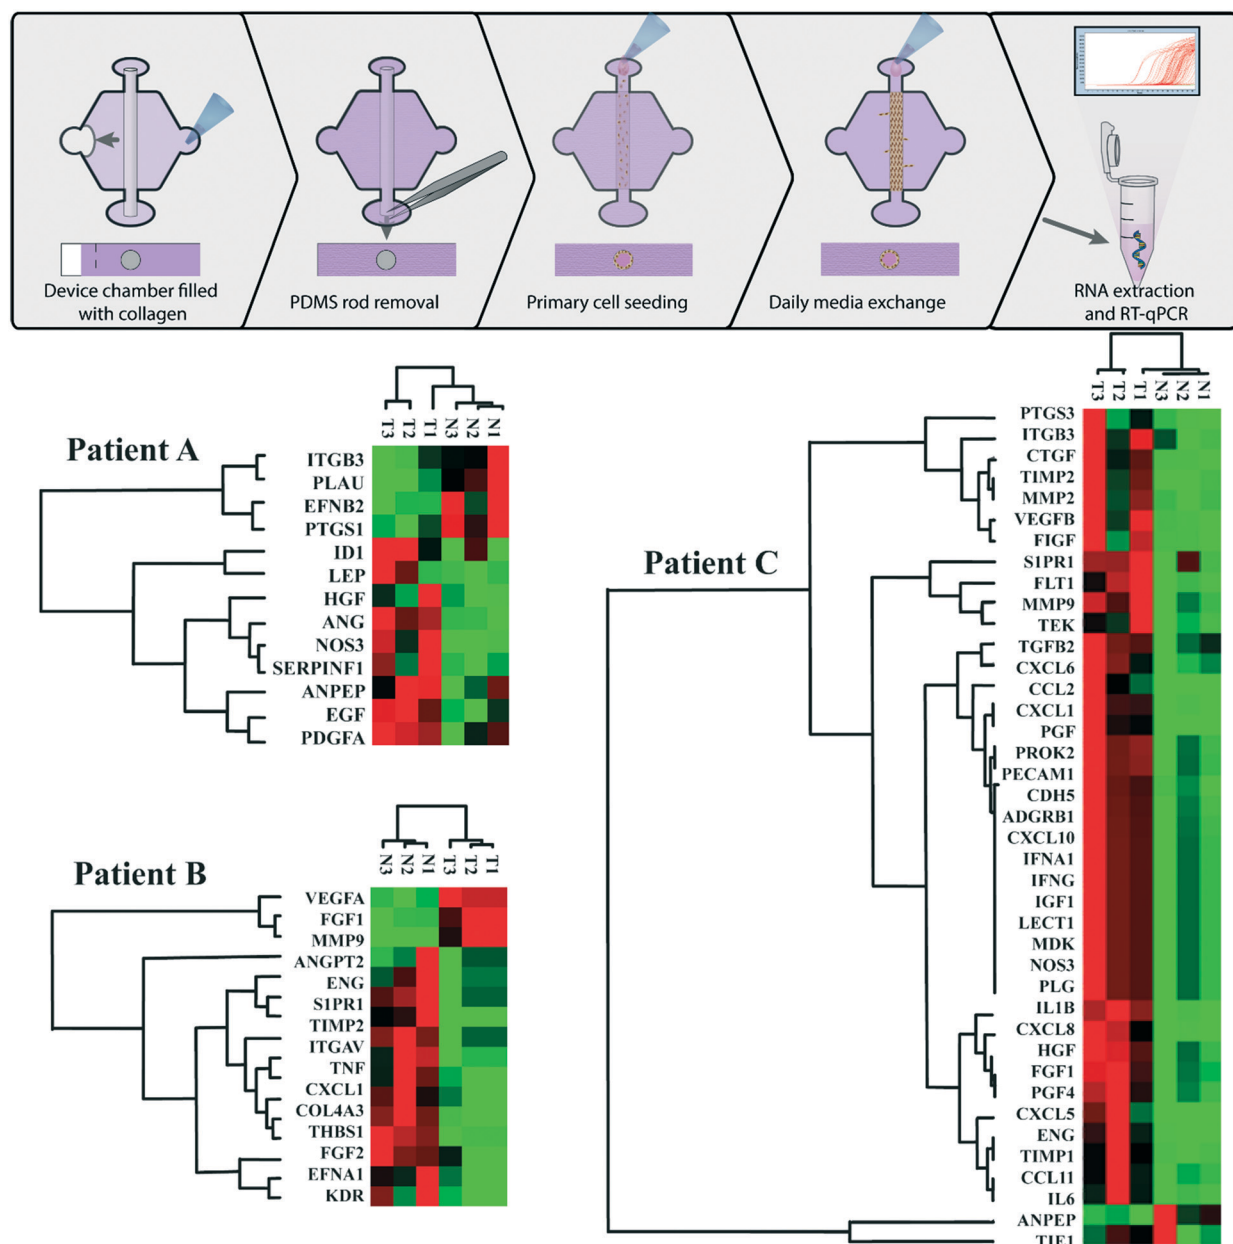 Device chamber filled
with collagen
PDMS rod removal
Primary cell seeding
Daily media exchange
RNA extraction
and RT-qPCR
Patient A
T3 T2 T1 N3 N2 N1
ITGB3
PLAU
EFNB2
PTGS1
ID1
LEP
HGF
ANG
NOS3
SERPINF1
ANPEP
EGF
PDGFA
Patient B
N3 N2 N1 T3 T2 T1
VEGFA
FGF1
MMP9
ANGPT2
ENG
S1PR1
TIMP2
ITGAV
TNF
CXCL1
COL4A3
THBS1
FGF2
EFNA1
KDR
Patient C
T3 T2 T1 N3 N2 N1
PTGS3
ITGB3
CTGF
TIMP2
MMP2
VEGFB
FIGF
S1PR1
FLT1
MMP9
TEK
TGFB2
CXCL6
CCL2
CXCL1
PGF
PROK2
PECAM1
CDH5
ADGRB1
CXCL10
IFNA1
IFNG
IGF1
LECT1
MDK
NOS3
PLG
IL1B
CXCL8
HGF
FGF1
PGF4
CXCL5
ENG
TIMP1
CCL11
IL6
ANPEP
TIE1